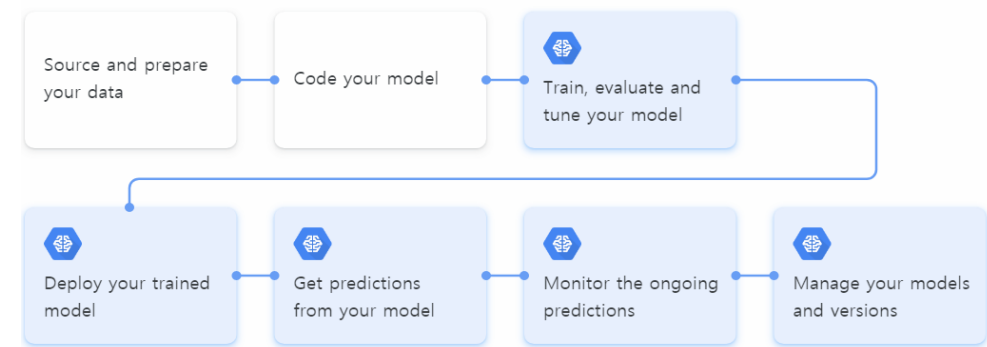 Source and prepare
your data
Code your model
Train, evaluate and
tune your model
Deploy your trained
model
Get predictions
from your model
Monitor the ongoing
predictions
Manage your models
and versions